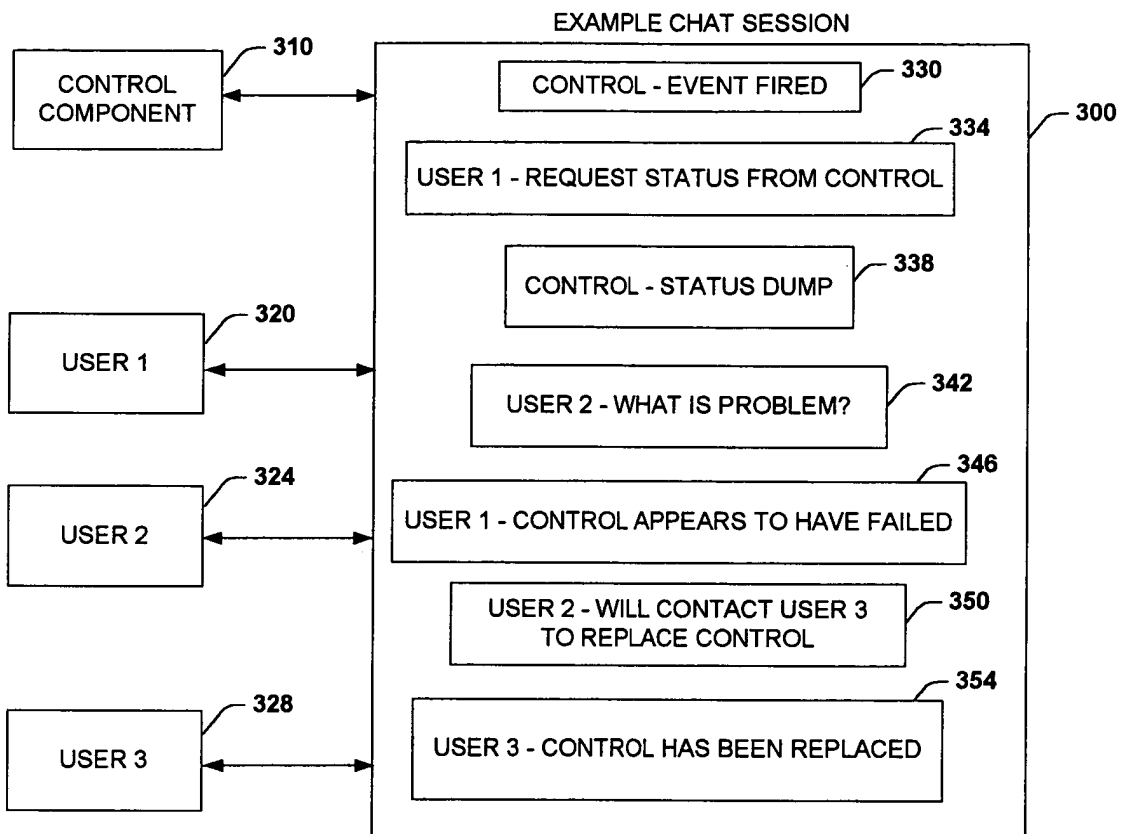 EXAMPLE CHAT SESSION
310
CONTROL
COMPONENT
CONTROL - EVENT FIRED
330
300
334
USER 1 - REQUEST STATUS FROM CONTROL
338
CONTROL - STATUS DUMP
320
USER 1
342
USER 2 - WHAT IS PROBLEM?
346
324
USER 2
USER 1 - CONTROL APPEARS TO HAVE FAILED
350
USER 2 - WILL CONTACT USER 3
TO REPLACE CONTROL
354
328
USER 3
USER 3 - CONTROL HAS BEEN REPLACED